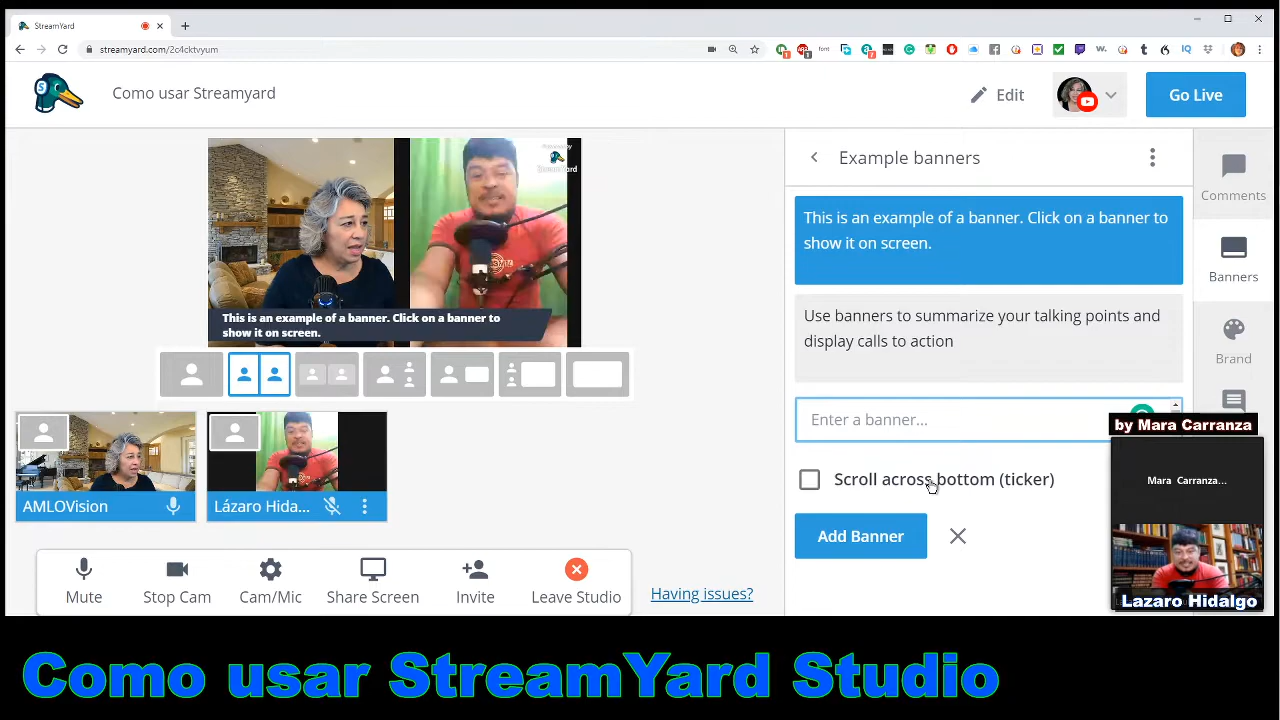 StreamYard
streamyard.com/2c4cktvyum
Como usar Streamyard
Edit
Go Live
Example banners
Comments
This is an example of a banner. Click on a banner to
show it on screen.
Banners
Use banners to summarize your talking points and
display calls to action
Brand
StreamYard
This is an example of a banner. Click on a banner to
show it on screen.
Enter a banner...
by Mara Carranza
Scroll across bottom (ticker)
Mara Carranza...
AMLOVision
Lázaro Hida...
Add Banner
Mute
Stop Cam
Cam/Mic
Share Screen
Invite
Leave Studio
Having issues?
Lazaro Hidalgo
Como usar StreamYard Studio